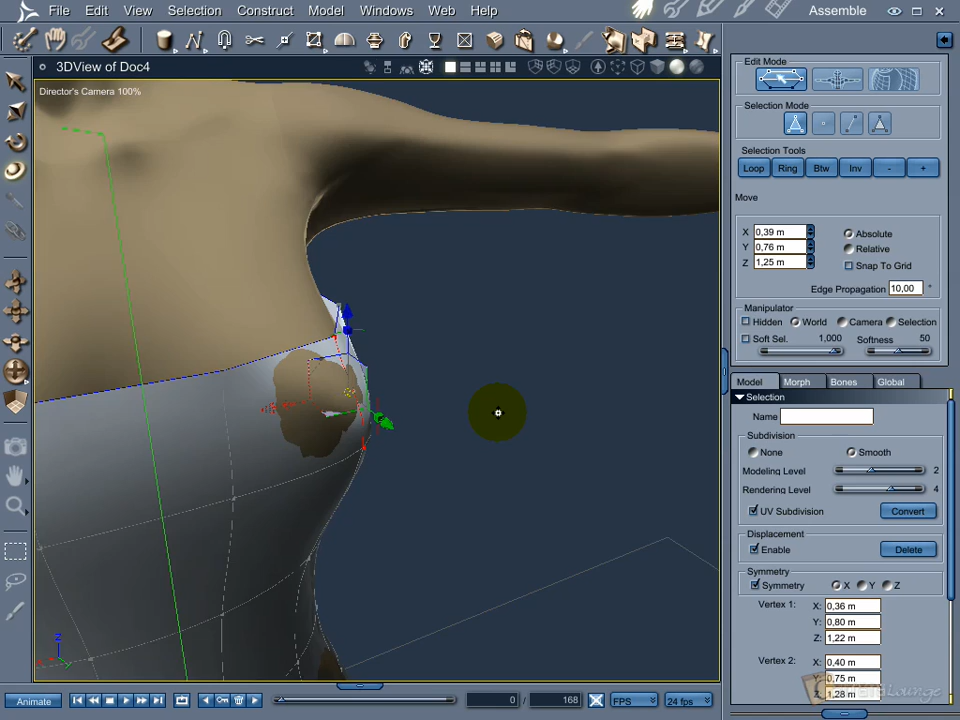 File Edit View Selection Construct Model Windows Web Help Assemble
3DView of Doc4
Director's Camera 100%
Z
Edit Mode
Selection Mode
Selection Tools
Loop Ring Btw Inv - +
Move
X 0,39 m Absolute
Y 0,76 m Relative
Z 1,25 m Snap To Grid
Edge Propagation 10,00 °
Manipulator
Hidden World Camera Selection
Soft Sel. 1,000 Softness 50
Model Morph Bones Global
Selection
Name
Subdivision
None Smooth
Modeling Level 2
Rendering Level 4
UV Subdivision Convert
Displacement
Enable Delete
Symmetry
Symmetry X Y Z
Vertex 1: X: 0,36 m
Y: 0,80 m
Z: 1,22 m
Vertex 2: X: 0,40 m
Y: 0,75 m
Z: 1,28 m
Animate 0 168 FPS 24 fps